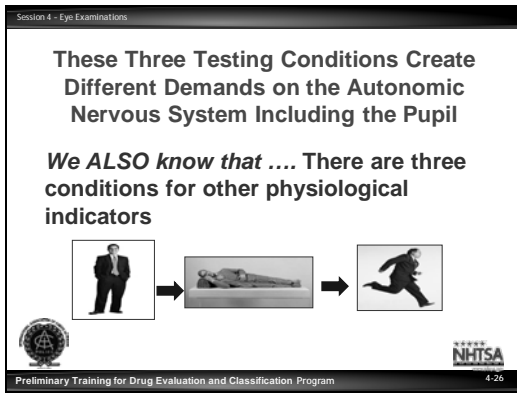 Session 4 - Eye Examinations
These Three Testing Conditions Create
Different Demands on the Autonomic
Nervous System Including the Pupil
We ALSO know that …. There are three
conditions for other physiological
indicators
NHTSA
Preliminary Training for Drug Evaluation and Classification Program
4-26